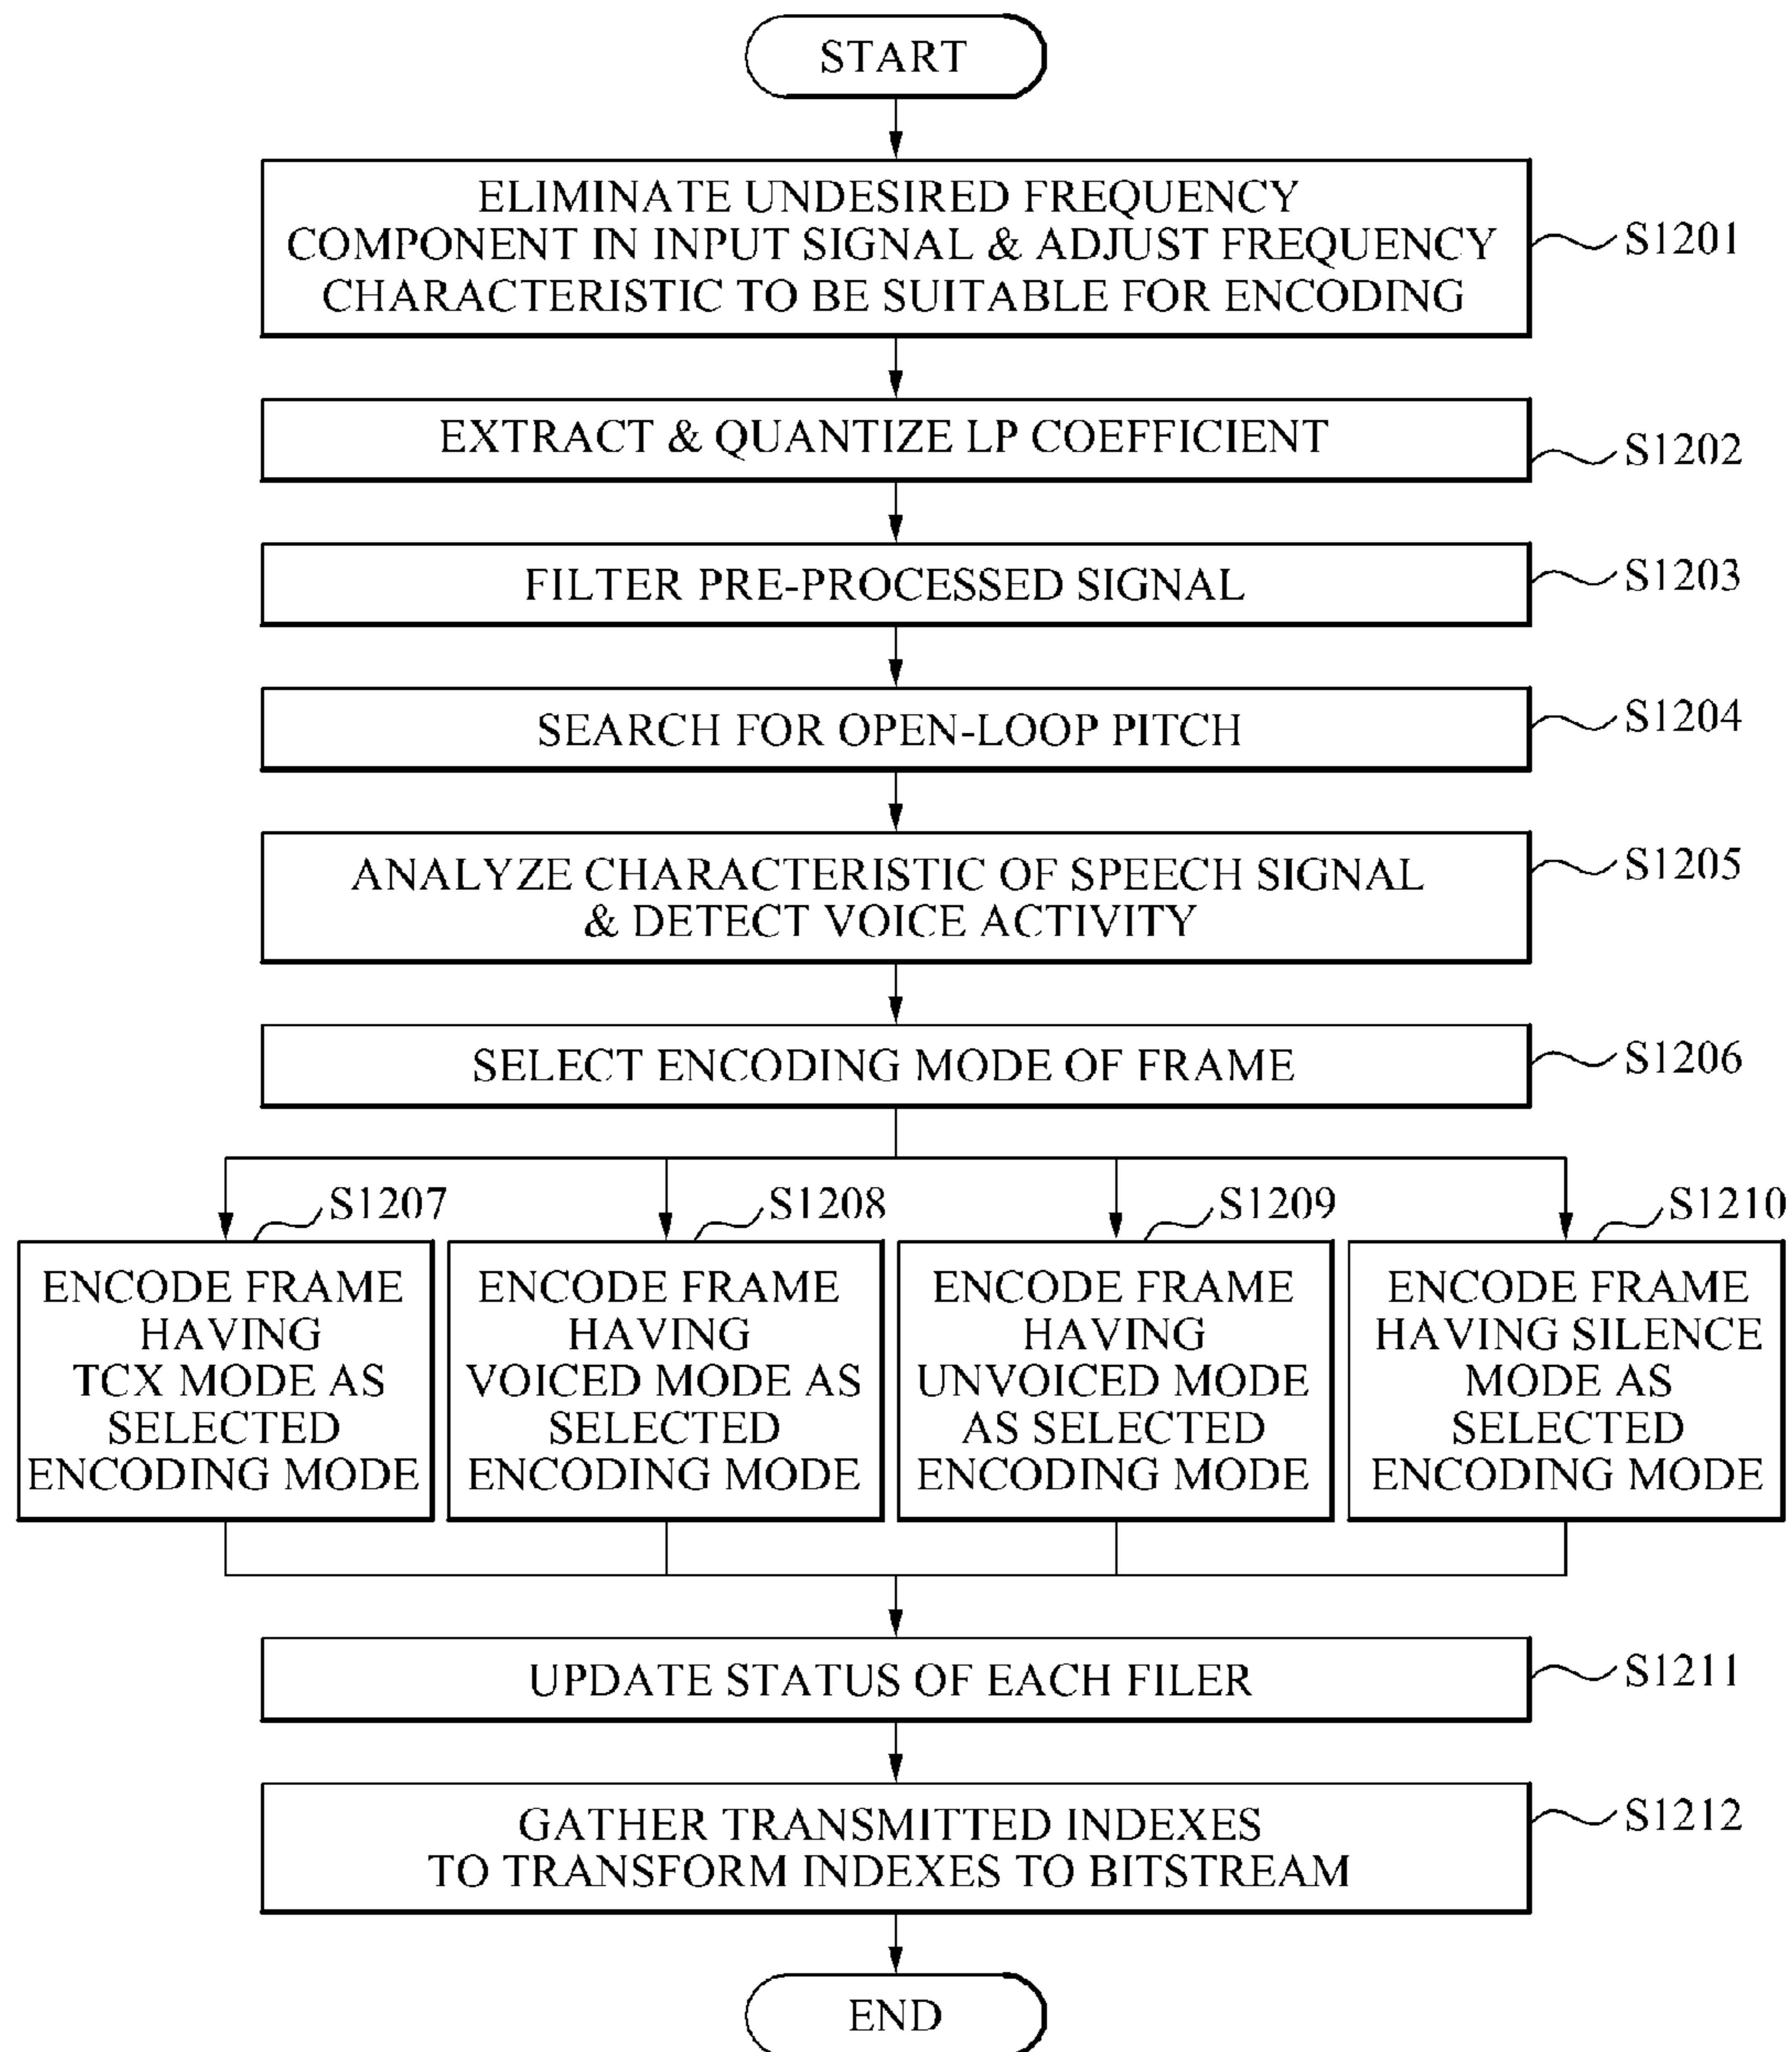 START
ELIMINATE UNDESIRED FREQUENCY
COMPONENT IN INPUT SIGNAL & ADJUST FREQUENCY
CHARACTERISTIC TO BE SUITABLE FOR ENCODING
S1201
EXTRACT & QUANTIZE LP COEFFICIENT
S1202
FILTER PRE-PROCESSED SIGNAL
S1203
SEARCH FOR OPEN-LOOP PITCH
S1204
ANALYZE CHARACTERISTIC OF SPEECH SIGNAL
& DETECT VOICE ACTIVITY
S1205
SELECT ENCODING MODE OF FRAME
S1206
S1207
ENCODE FRAME
HAVING
TCX MODE AS
SELECTED
ENCODING MODE
S1208
ENCODE FRAME
HAVING
VOICED MODE AS
SELECTED
ENCODING MODE
S1209
ENCODE FRAME
HAVING
UNVOICED MODE
AS SELECTED
ENCODING MODE
S1210
ENCODE FRAME
HAVING SILENCE
MODE AS
SELECTED
ENCODING MODE
UPDATE STATUS OF EACH FILER
S1211
GATHER TRANSMITTED INDEXES
TO TRANSFORM INDEXES TO BITSTREAM
S1212
END